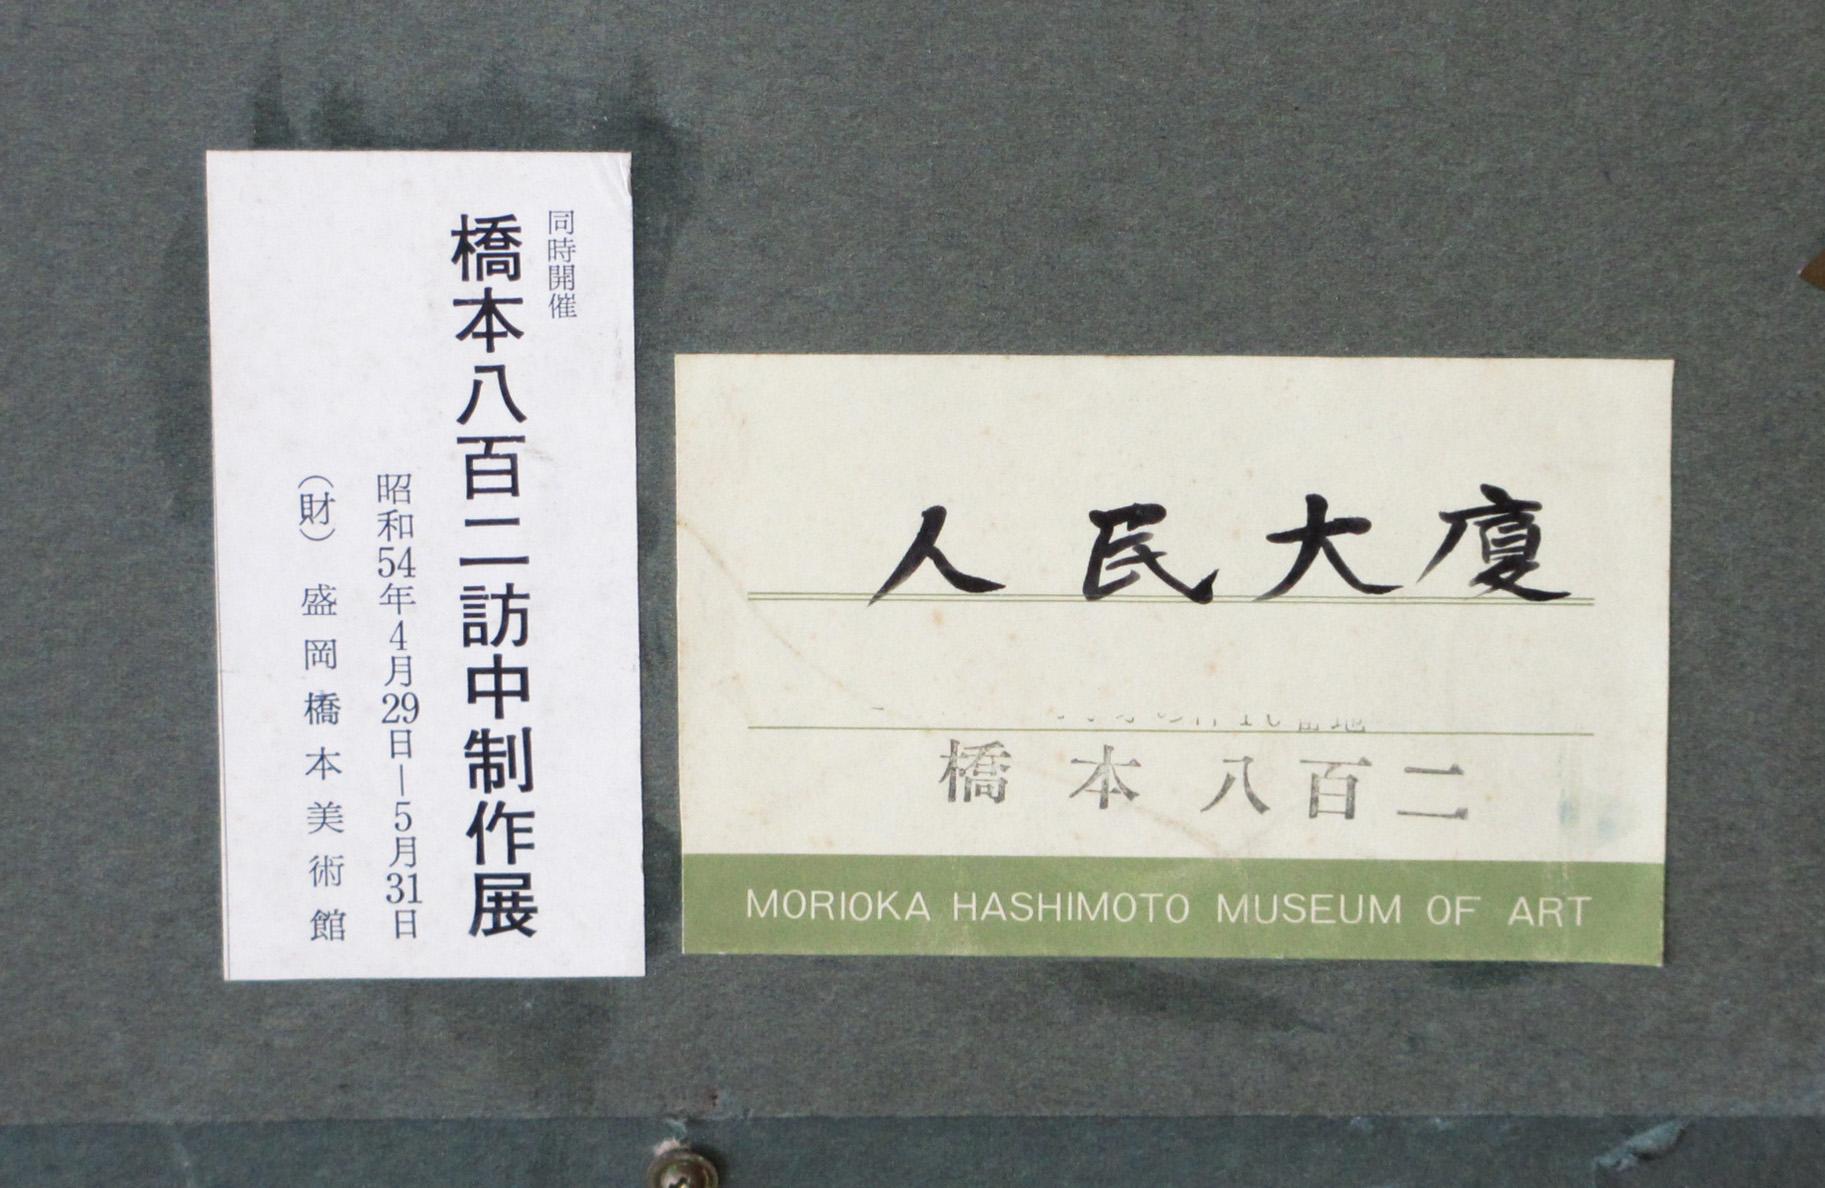 同時開催
橋本八百二訪中制作展
昭和54年4月29日―5月31日
（財） 盛岡橋本美術館
人民大廈
橋本八百二
MORIOKA HASHIMOTO MUSEUM OF ART